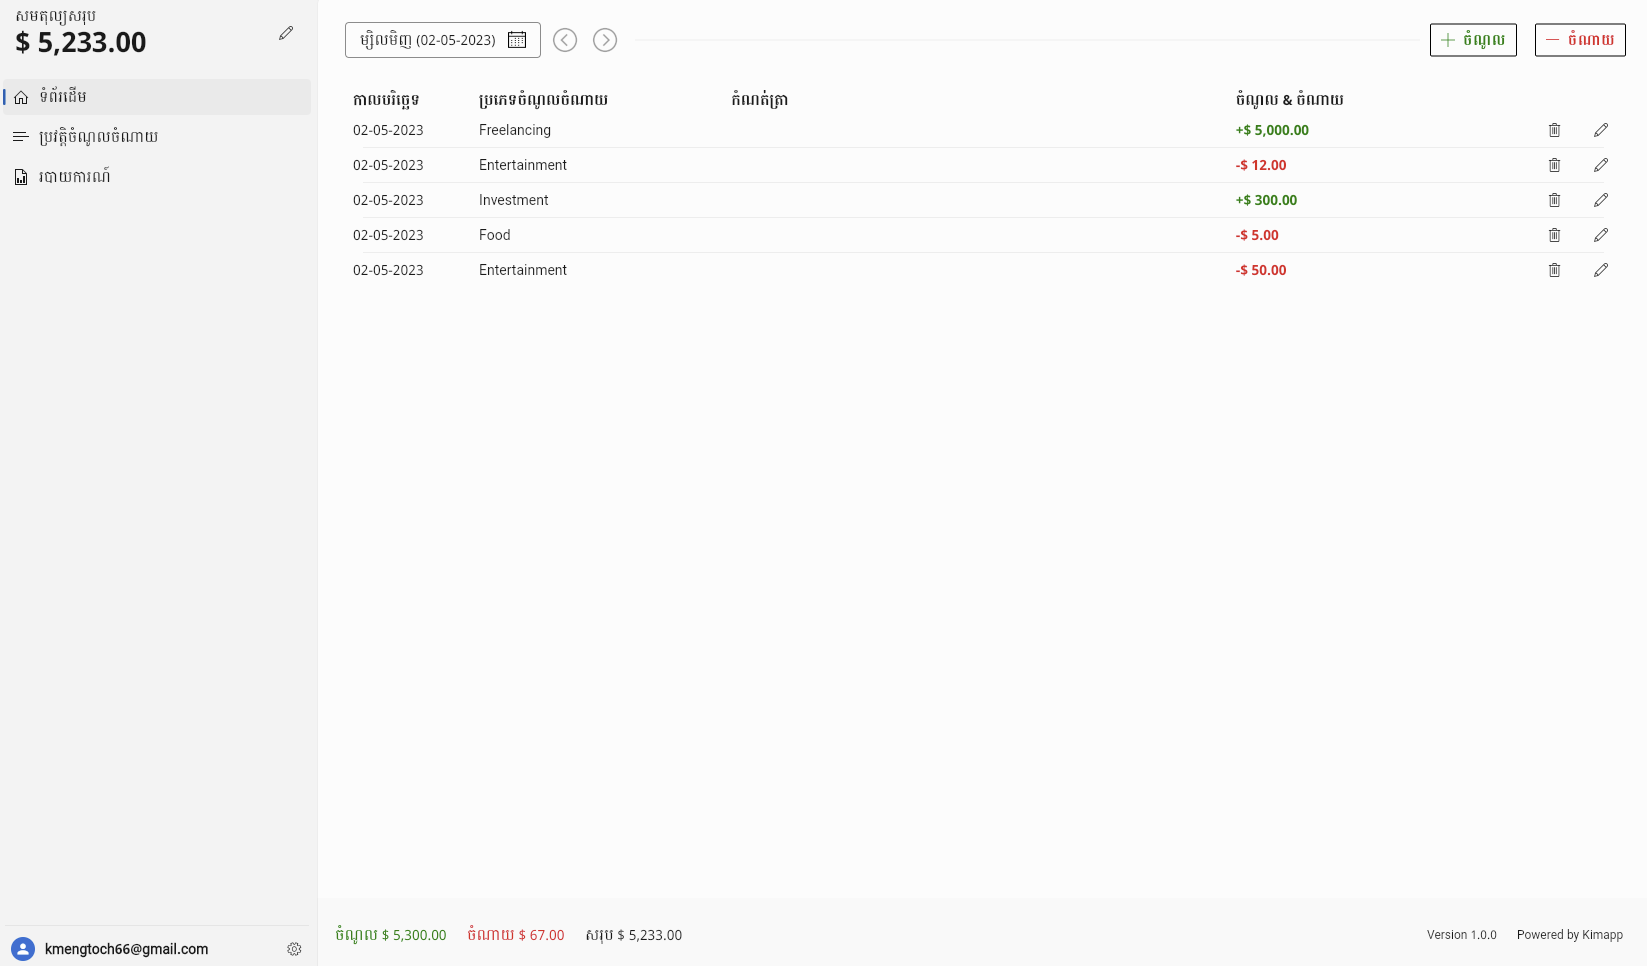 សមតុល្យសរុប
$ 5,233.00
ទំព័រដើម
ប្រវត្តិចំណូលចំណាយ
របាយការណ៍
kmengtoch66@gmail.com
ម្សិលមិញ (02-05-2023)
ចំណូល
ចំណាយ
កាលបរិច្ឆេទ ប្រភេទចំណូលចំណាយ កំណត់ត្រា ចំណូល & ចំណាយ
02-05-2023 Freelancing +$ 5,000.00
02-05-2023 Entertainment -$ 12.00
02-05-2023 Investment +$ 300.00
02-05-2023 Food -$ 5.00
02-05-2023 Entertainment -$ 50.00
ចំណូល $ 5,300.00 ចំណាយ $ 67.00 សរុប $ 5,233.00
Version 1.0.0 Powered by Kimapp